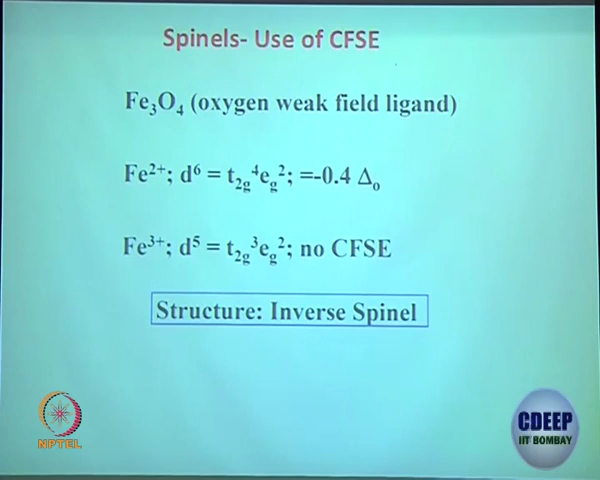 Spinels- Use of CFSE
Fe₃O₄ (oxygen weak field ligand)
Fe²⁺; d⁶ = t₂g⁴eg²; =-0.4 Δₒ
Fe³⁺; d⁵ = t₂g³eg²; no CFSE
Structure: Inverse Spinel
NPTEL
CDEEP
IIT BOMBAY